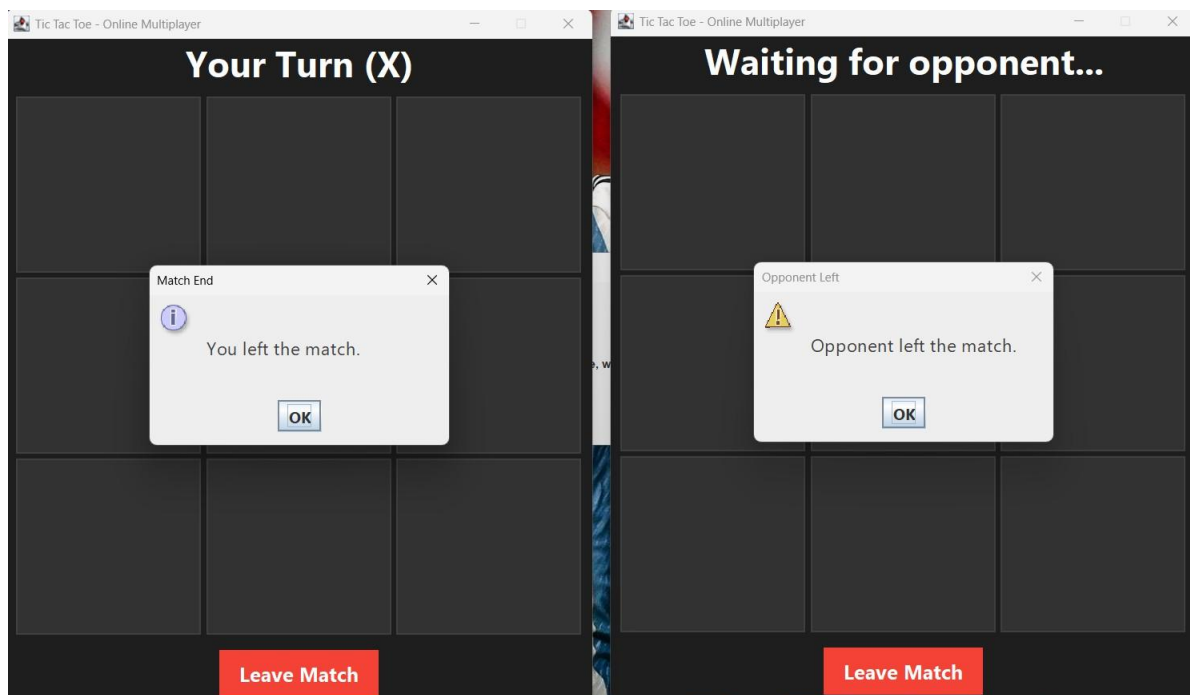 Tic Tac Toe - Online Multiplayer
Your Turn (X)
Match End
You left the match.
OK
Leave Match
Tic Tac Toe - Online Multiplayer
Waiting for opponent...
Opponent Left
Opponent left the match.
OK
Leave Match